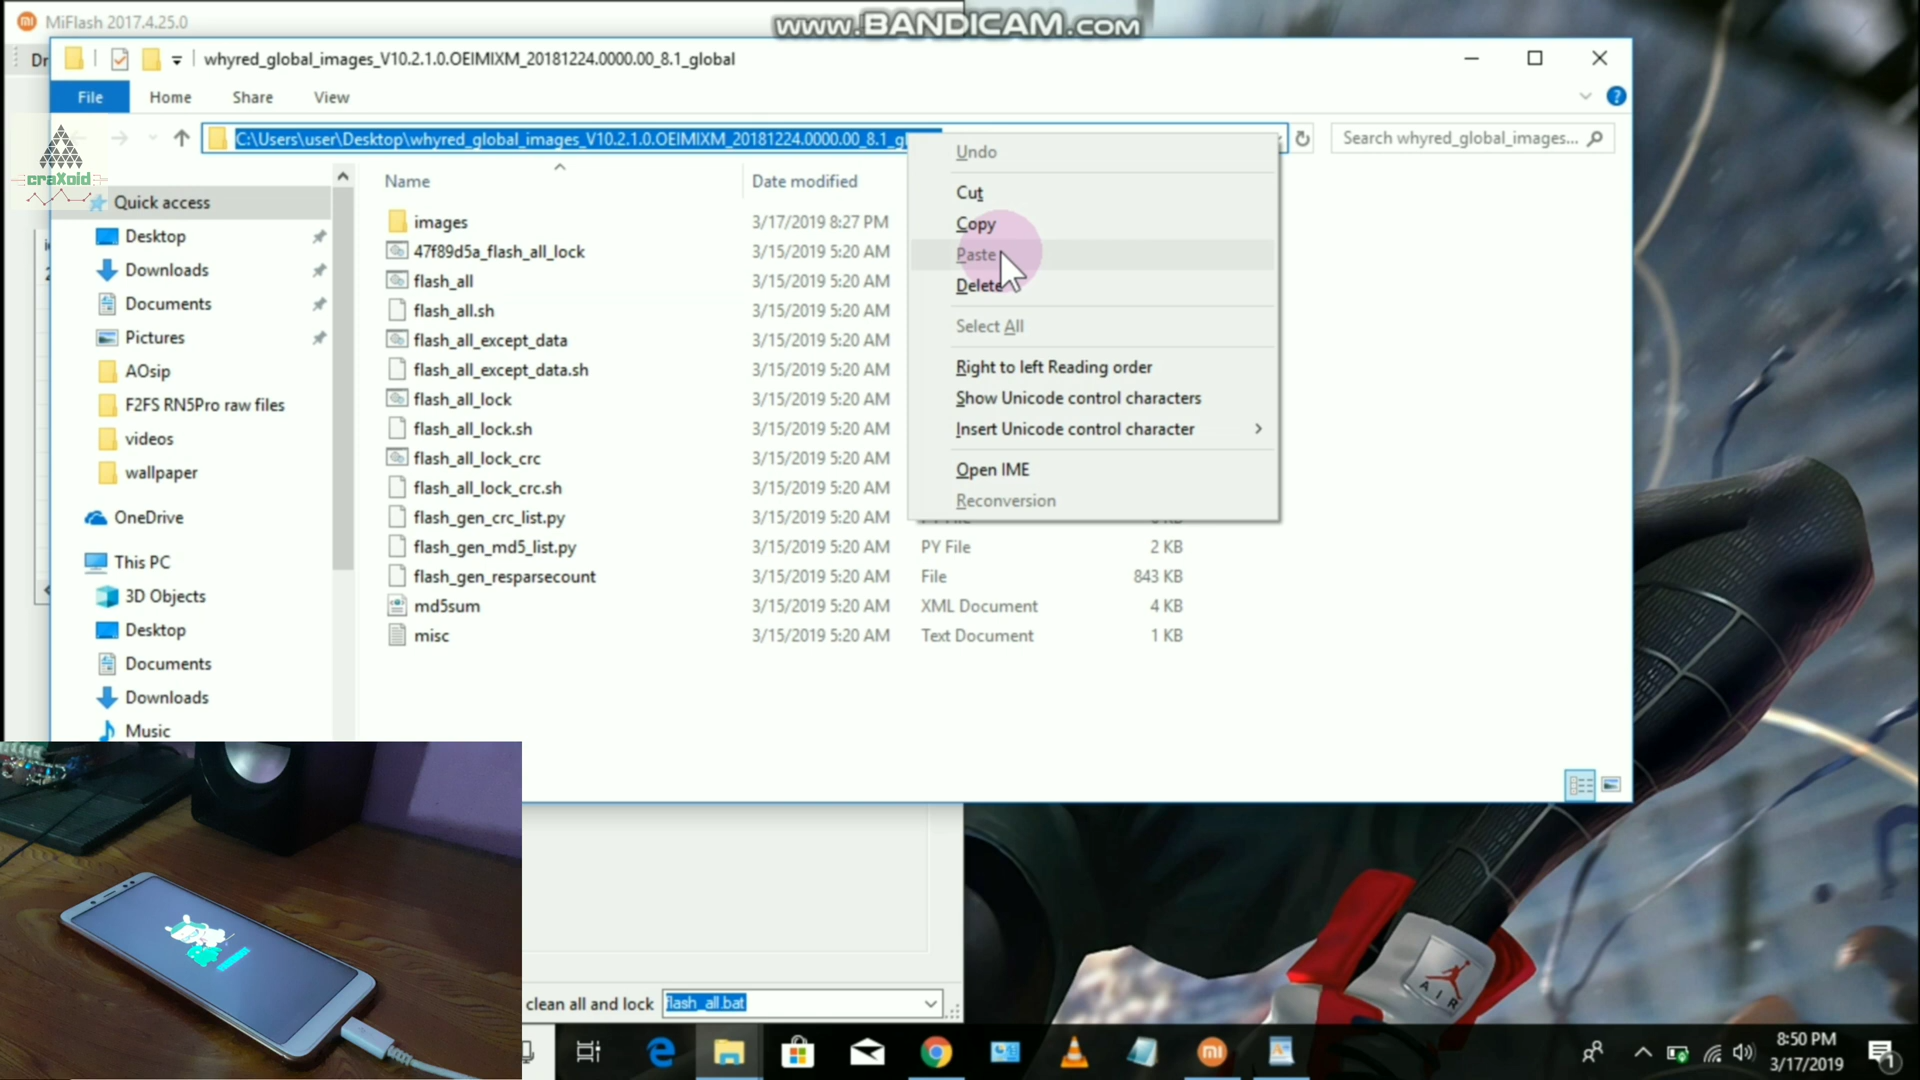 MiFlash 2017.4.25.0
www.BANDICAM.com
Dr
whyred_global_images_V10.2.1.0.OEIMIXM_20181224.0000.00_8.1_global
File
Home
Share
View
C:\Users\user\Desktop\whyred_global_images_V10.2.1.0.OEIMIXM_20181224.0000.00_8.1_gl
Search whyred_global_images...
craXoid
Name
Date modified
Quick access
Desktop
Downloads
Documents
Pictures
AOsip
F2FS RN5Pro raw files
videos
wallpaper
OneDrive
This PC
3D Objects
Desktop
Documents
Downloads
Music
images 3/17/2019 8:27 PM
47f89d5a_flash_all_lock 3/15/2019 5:20 AM
flash_all 3/15/2019 5:20 AM
flash_all.sh 3/15/2019 5:20 AM
flash_all_except_data 3/15/2019 5:20 AM
flash_all_except_data.sh 3/15/2019 5:20 AM
flash_all_lock 3/15/2019 5:20 AM
flash_all_lock.sh 3/15/2019 5:20 AM
flash_all_lock_crc 3/15/2019 5:20 AM
flash_all_lock_crc.sh 3/15/2019 5:20 AM
flash_gen_crc_list.py 3/15/2019 5:20 AM
flash_gen_md5_list.py 3/15/2019 5:20 AM PY File 2 KB
flash_gen_resparsecount 3/15/2019 5:20 AM File 843 KB
md5sum 3/15/2019 5:20 AM XML Document 4 KB
misc 3/15/2019 5:20 AM Text Document 1 KB
Undo
Cut
Copy
Paste
Delete
Select All
Right to left Reading order
Show Unicode control characters
Insert Unicode control character
Open IME
Reconversion
clean all and lock
flash_all.bat
AIR
8:50 PM
3/17/2019
1